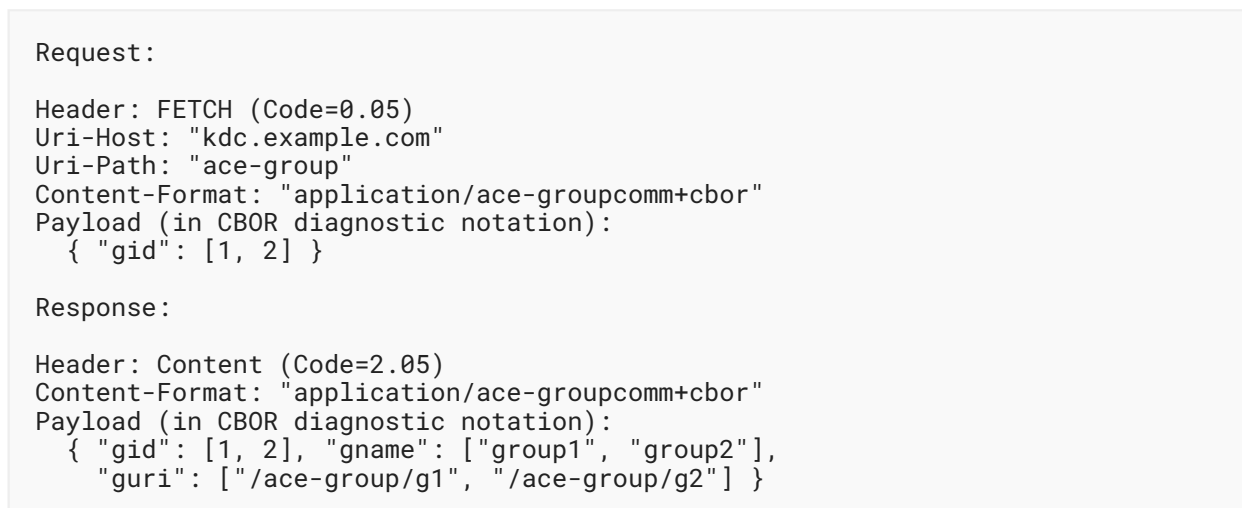 Request:
Header: FETCH (Code=0.05)
Uri-Host: "kdc.example.com"
Uri-Path: "ace-group"
Content-Format: "application/ace-groupcomm+cbor"
Payload (in CBOR diagnostic notation):
{ "gid": [1, 2] }
Response:
Header: Content (Code=2.05)
Content-Format: "application/ace-groupcomm+cbor"
Payload (in CBOR diagnostic notation):
{ "gid": [1, 2], "gname": ["group1", "group2"],
"guri": ["/ace-group/g1", "/ace-group/g2"] }